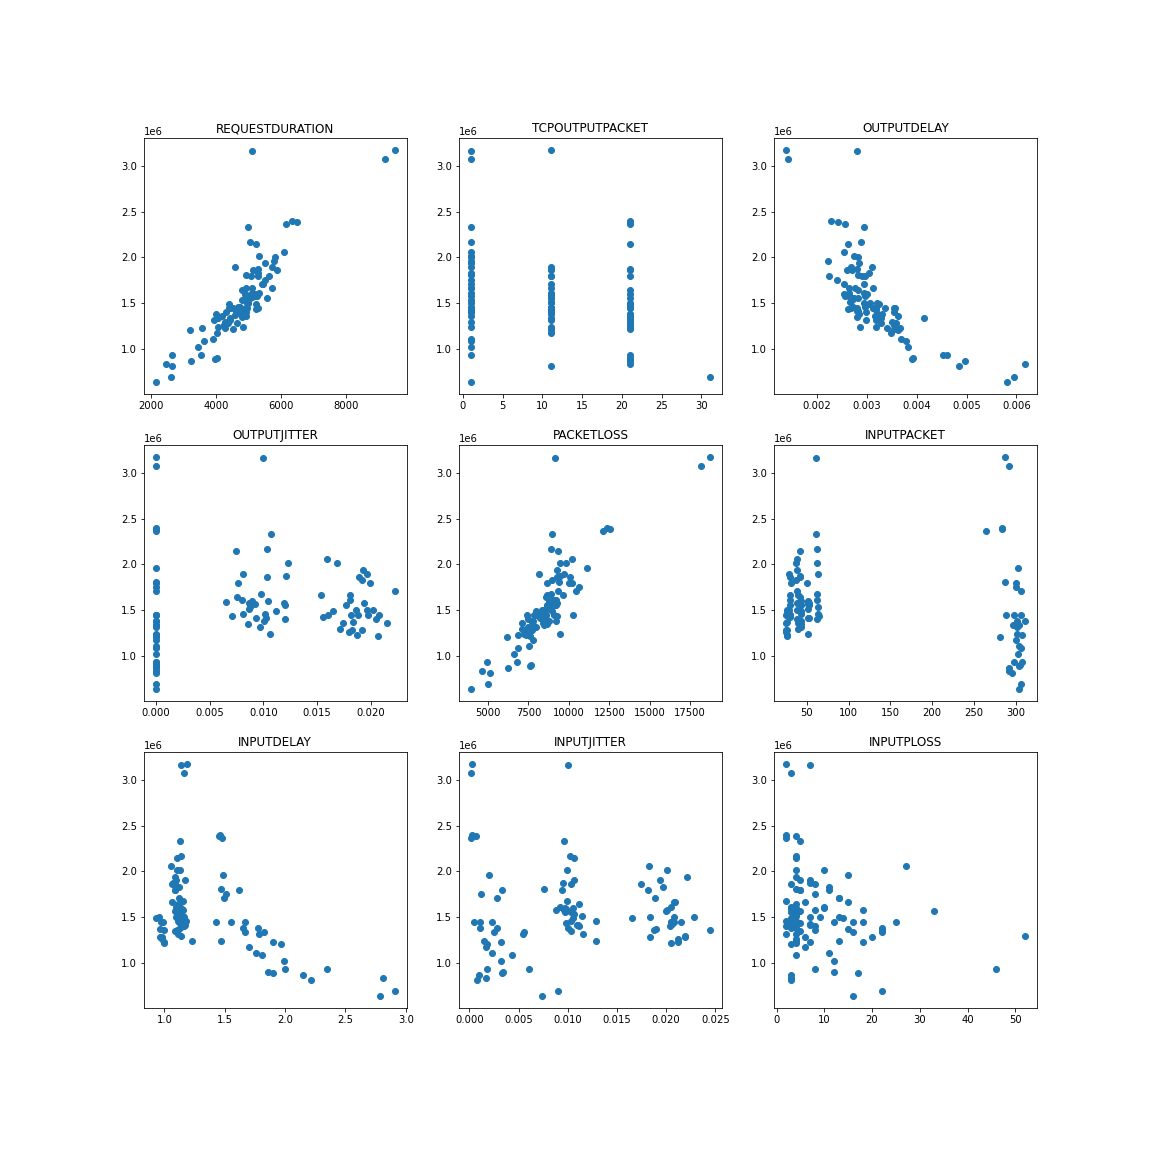 REQUESTDURATION TCPOUTPUTPACKET OUTPUTDELAY
1e6 1e6 1e6
3.0 3.0 3.0
2.5 2.5 2.5
2.0 2.0 2.0
1.5 1.5 1.5
1.0 1.0 1.0
2000 4000 6000 8000 0 5 10 15 20 25 30 0.002 0.003 0.004 0.005 0.006
OUTPUTJITTER PACKETLOSS INPUTPACKET
1e6 1e6 1e6
3.0 3.0 3.0
2.5 2.5 2.5
2.0 2.0 2.0
1.5 1.5 1.5
1.0 1.0 1.0
0.000 0.005 0.010 0.015 0.020 5000 7500 10000 12500 15000 17500 50 100 150 200 250 300
INPUTDELAY INPUTJITTER INPUTPLOSS
1e6 1e6 1e6
3.0 3.0 3.0
2.5 2.5 2.5
2.0 2.0 2.0
1.5 1.5 1.5
1.0 1.0 1.0
1.0 1.5 2.0 2.5 3.0 0.000 0.005 0.010 0.015 0.020 0.025 0 10 20 30 40 50